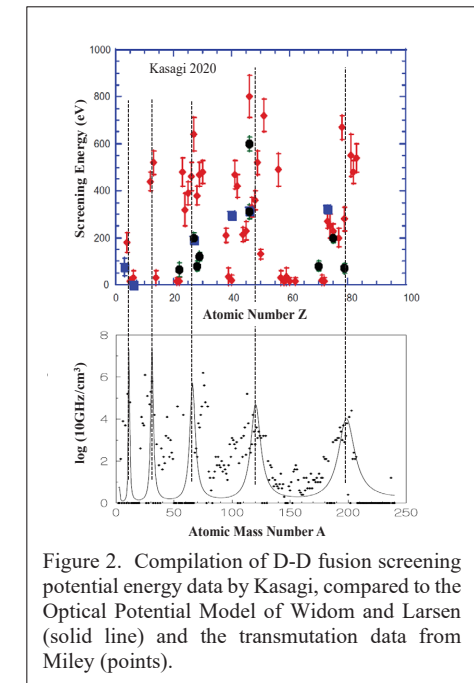 1000
Kasagi 2020
800
600
400
200
0
Screening Energy (eV)
0 20 40 60 80 100
Atomic Number Z
8
6
4
2
0
log (10GHz/cm³)
0 50 100 150 200 250
Atomic Mass Number A
Figure 2. Compilation of D-D fusion screening
potential energy data by Kasagi, compared to the
Optical Potential Model of Widom and Larsen
(solid line) and the transmutation data from
Miley (points).